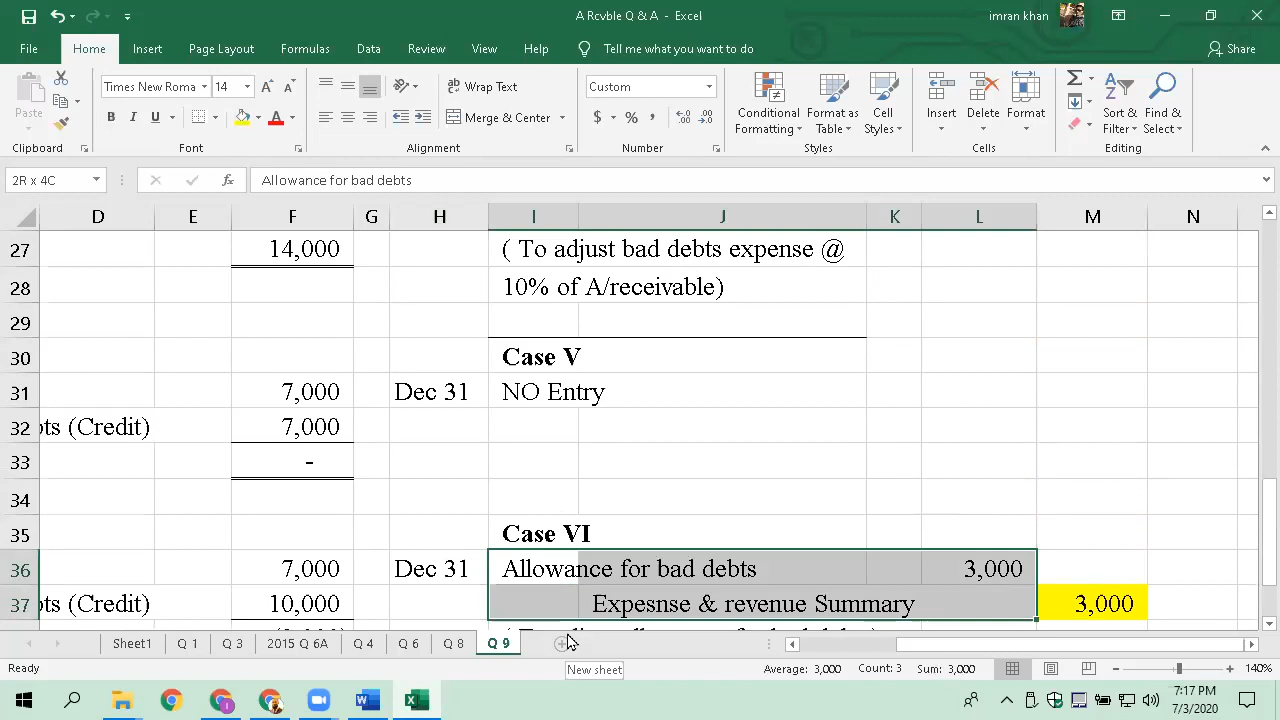 A Rcvble Q & A - Excel
imran khan
File Home Insert Page Layout Formulas Data Review View Help Tell me what you want to do Share
Paste
Times New Roma 14
Wrap Text
Custom
Conditional Formatting
Format as Table
Cell Styles
Insert Delete Format
Sort & Filter
Find & Select
B I U
A A
Merge & Center
$ % ,
Clipboard Font Alignment Number Styles Cells Editing
2R x 4C fx Allowance for bad debts
D E F G H I J K L M N
27 14,000 ( To adjust bad debts expense @
28 10% of A/receivable)
29
30 Case V
31 7,000 Dec 31 NO Entry
32 ots (Credit) 7,000
33 -
34
35 Case VI
36 7,000 Dec 31 Allowance for bad debts 3,000
37 ots (Credit) 10,000 Expesnse & revenue Summary 3,000
Sheet1 Q 1 Q 3 2015 Q 6A Q 4 Q 6 Q 8 Q 9
Ready New sheet Average: 3,000 Count: 3 Sum: 3,000 140%
7:17 PM
7/3/2020